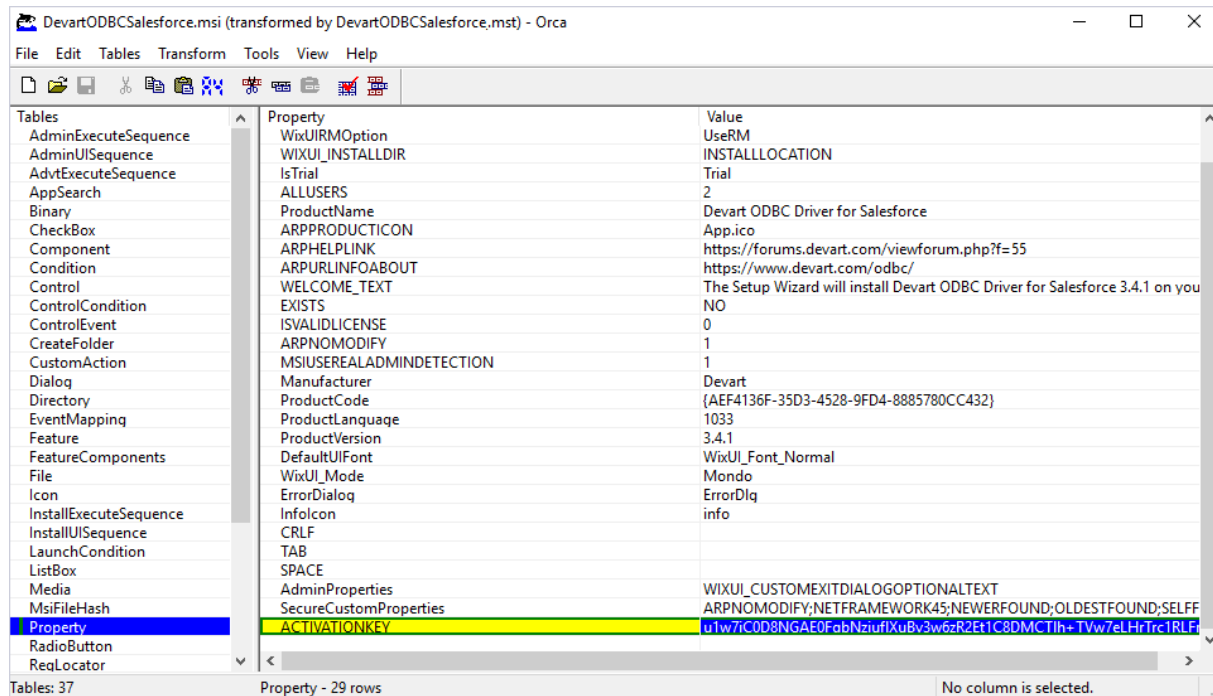 DevartODBCSalesforce.msi (transformed by DevartODBCSalesforce.mst) - Orca
File Edit Tables Transform Tools View Help
Tables
AdminExecuteSequence
AdminUISequence
AdvtExecuteSequence
AppSearch
Binary
CheckBox
Component
Condition
Control
ControlCondition
ControlEvent
CreateFolder
CustomAction
Dialog
Directory
EventMapping
Feature
FeatureComponents
File
Icon
InstallExecuteSequence
InstallUISequence
LaunchCondition
ListBox
Media
MsiFileHash
Property
RadioButton
RegLocator
Property Value
WixUIRMOption UseRM
WIXUI_INSTALLDIR INSTALLLOCATION
IsTrial Trial
ALLUSERS 2
ProductName Devart ODBC Driver for Salesforce
ARPPRODUCTICON App.ico
ARPHELPLINK https://forums.devart.com/viewforum.php?f=55
ARPURLINFOABOUT https://www.devart.com/odbc/
WELCOME_TEXT The Setup Wizard will install Devart ODBC Driver for Salesforce 3.4.1 on you
EXISTS NO
ISVALIDLICENSE 0
ARPNOMODIFY 1
MSIUSEREALADMINDETECTION 1
Manufacturer Devart
ProductCode {AEF4136F-35D3-4528-9FD4-8885780CC432}
ProductLanguage 1033
ProductVersion 3.4.1
DefaultUIFont WixUI_Font_Normal
WixUI_Mode Mondo
ErrorDialog ErrorDlg
InfoIcon info
CRLF
TAB
SPACE
AdminProperties WIXUI_CUSTOMEXITDIALOGOPTIONALTEXT
SecureCustomProperties ARPNOMODIFY;NETFRAMEWORK45;NEWERFOUND;OLDESTFOUND;SELFF
ACTIVATIONKEY
Tables: 37 Property - 29 rows No column is selected.